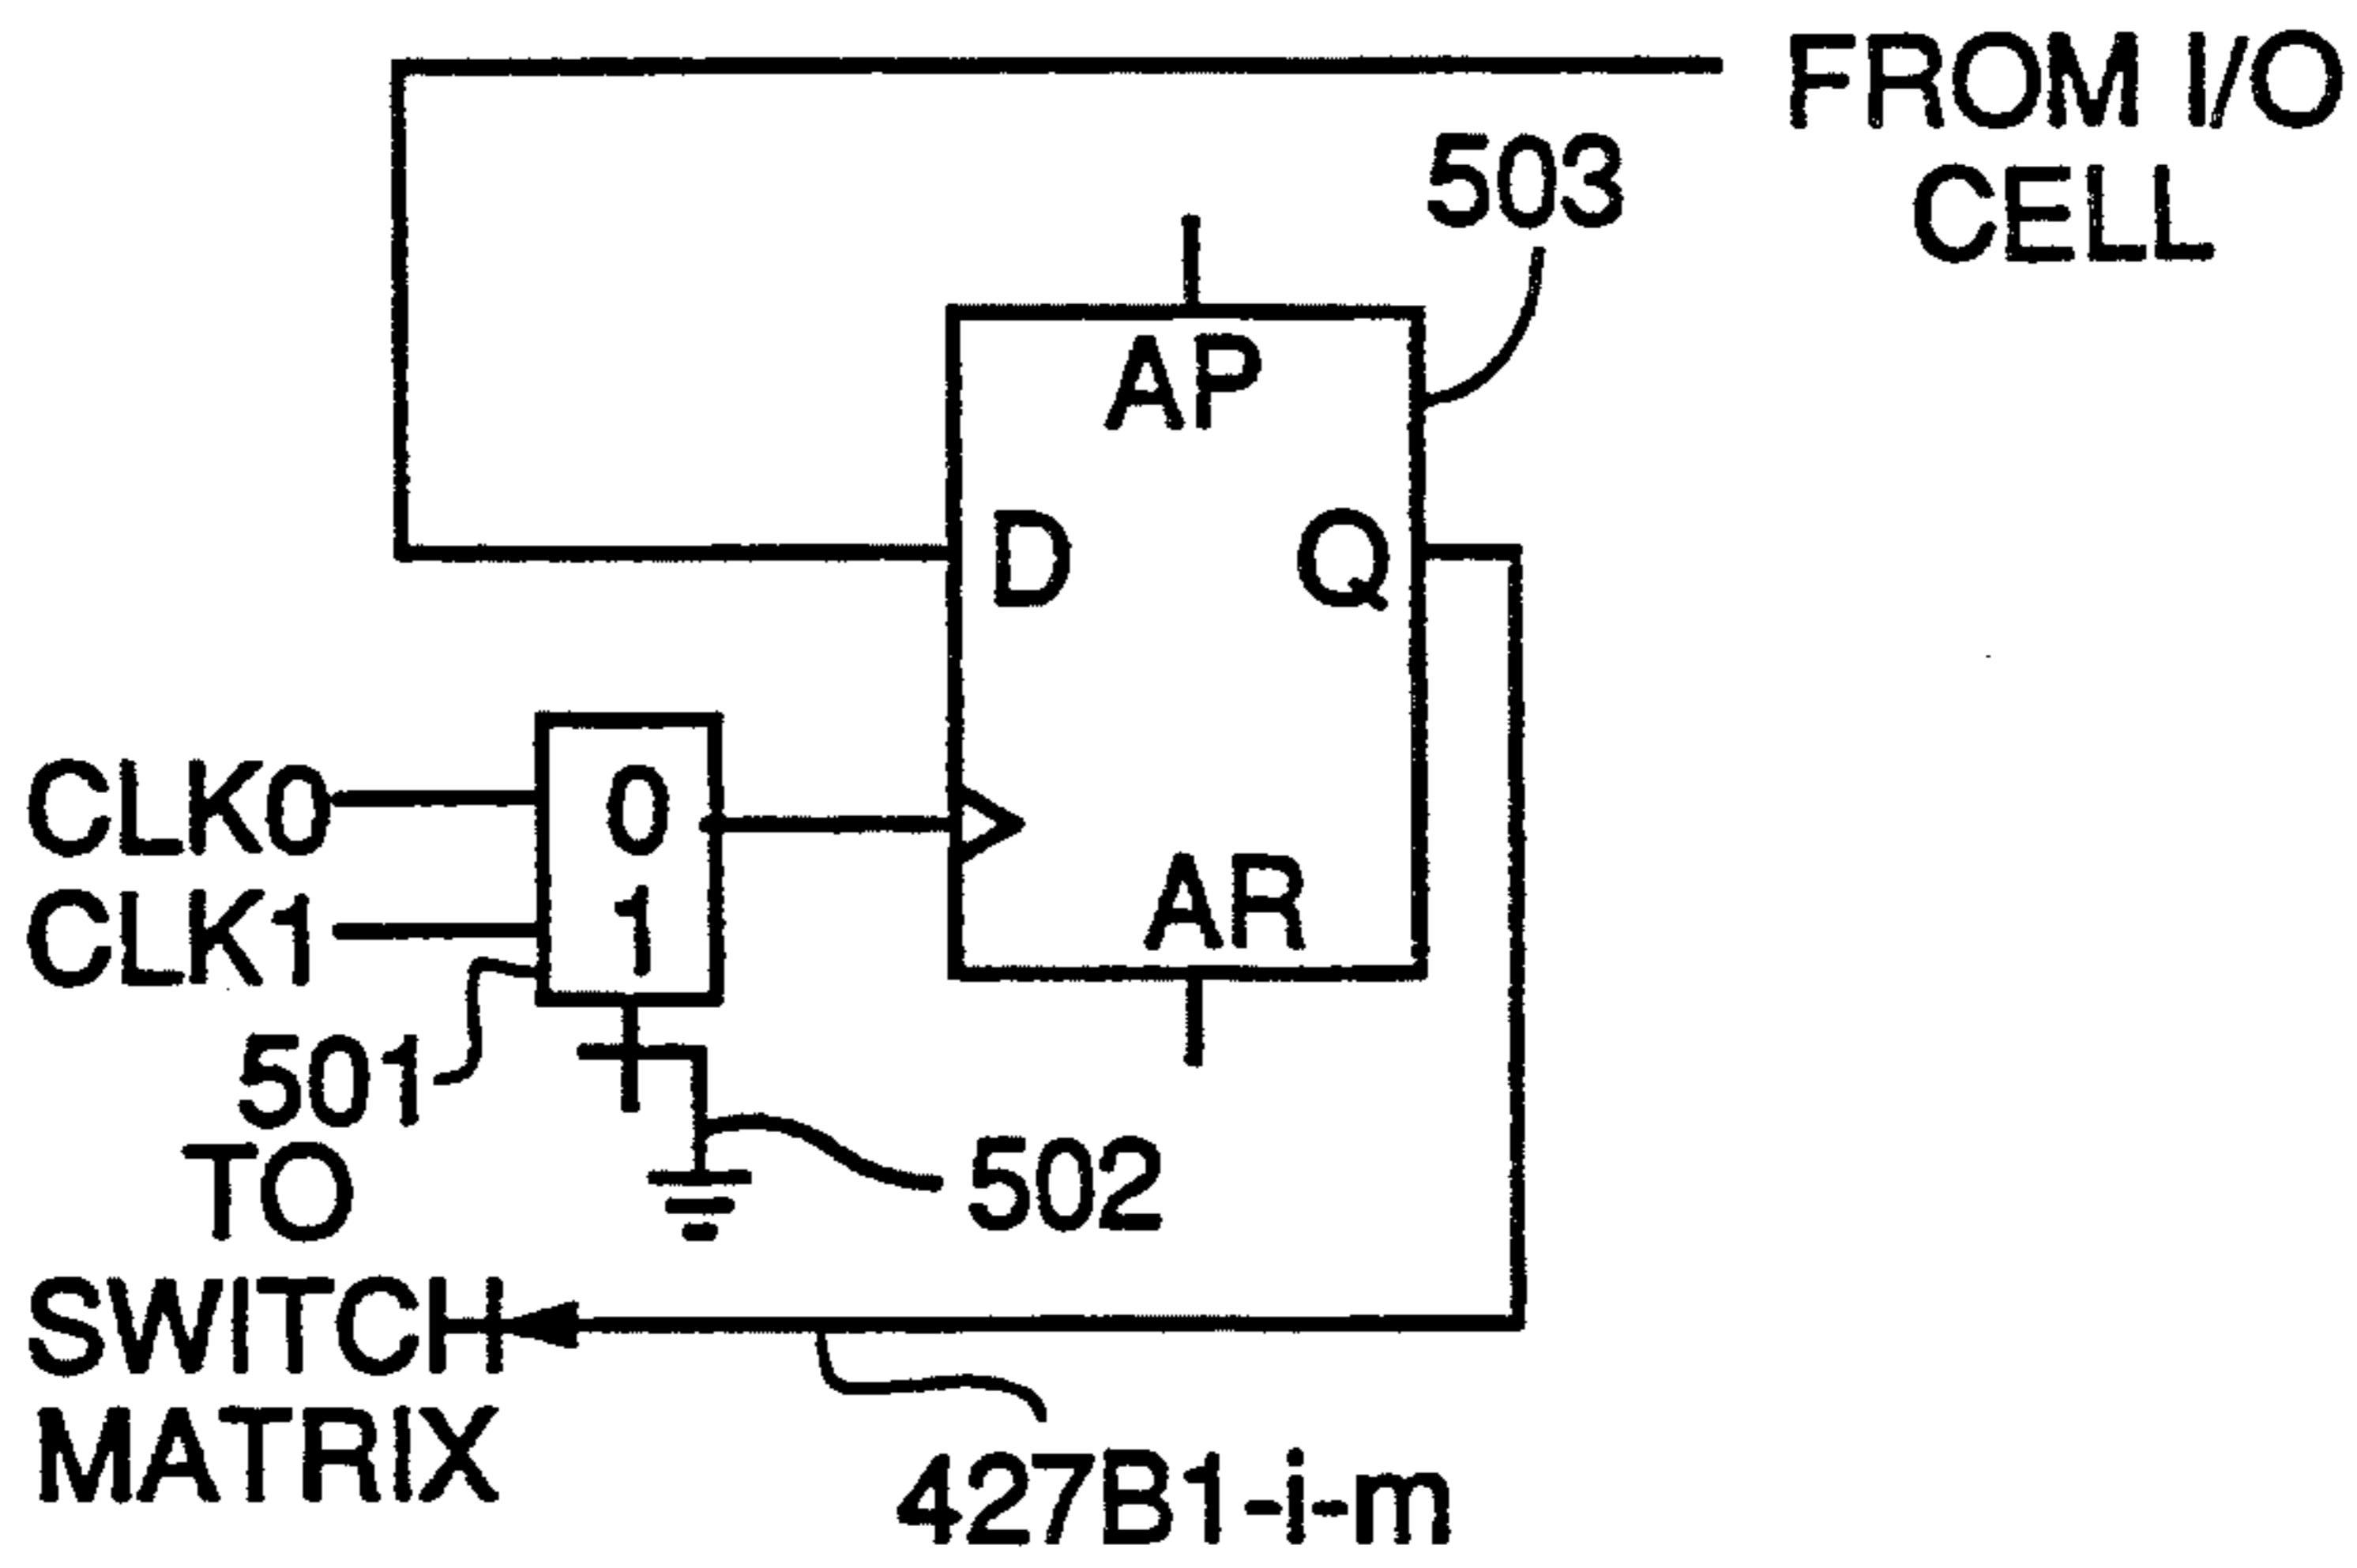 FROM I/O
CELL
503
AP
D Q
CLK0
0
CLK1
1
AR
501
502
TO
SWITCH
MATRIX
427B1-i-m